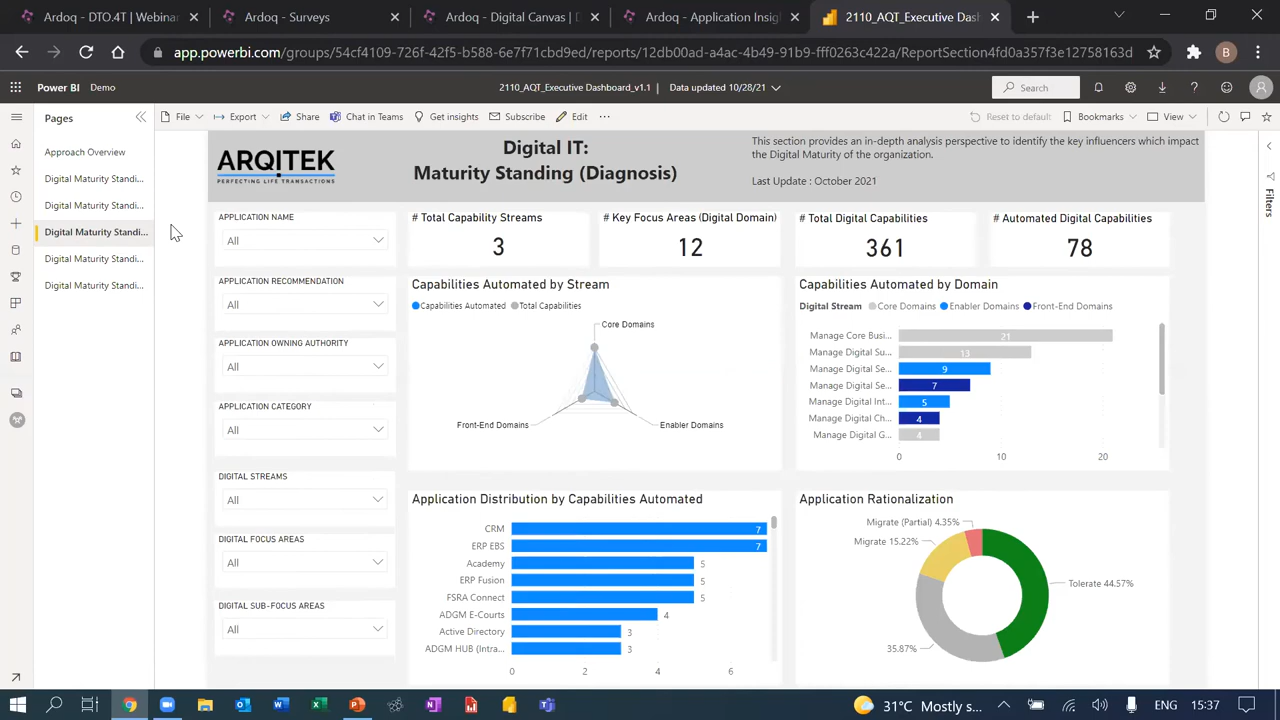 Ardoq - DTO.4T | Webinar
Ardoq - Surveys
Ardoq - Digital Canvas | D
Ardoq - Application Insig
2110_AQT_Executive Dash
app.powerbi.com/groups/54cf4109-726f-42f5-b588-6e7f71cbd9ed/reports/12db00ad-a4ac-4b49-91b9-fff0263c422a/ReportSection4fd0a357f3e12758163d
B
Power BI
Demo
2110_AQT_Executive Dashboard_v1.1 | Data updated 10/28/21
Search
Pages
File
Export
Share
Chat in Teams
Get insights
Subscribe
Edit
Reset to default
Bookmarks
View
Approach Overview
Digital Maturity Standi...
Digital Maturity Standi...
Digital Maturity Standi...
Digital Maturity Standi...
Digital Maturity Standi...
Filters
ARQITEK
PERFECTING LIFE TRANSACTIONS
Digital IT:
Maturity Standing (Diagnosis)
This section provides an in-depth analysis perspective to identify the key influencers which impact
the Digital Maturity of the organization.
Last Update : October 2021
APPLICATION NAME
All
APPLICATION RECOMMENDATION
All
APPLICATION OWNING AUTHORITY
All
APPLICATION CATEGORY
All
DIGITAL STREAMS
All
DIGITAL FOCUS AREAS
All
DIGITAL SUB-FOCUS AREAS
All
# Total Capability Streams
3
# Key Focus Areas (Digital Domain)
12
# Total Digital Capabilities
361
# Automated Digital Capabilities
78
Capabilities Automated by Stream
Capabilities Automated
Total Capabilities
Core Domains
Front-End Domains
Enabler Domains
Capabilities Automated by Domain
Digital Stream
Core Domains
Enabler Domains
Front-End Domains
Manage Core Busi...
21
Manage Digital Su...
13
Manage Digital Se...
9
Manage Digital Se...
7
Manage Digital Int...
5
Manage Digital Ch...
4
Manage Digital G...
4
0
10
20
Application Distribution by Capabilities Automated
CRM
7
ERP EBS
7
Academy
5
ERP Fusion
5
FSRA Connect
5
ADGM E-Courts
4
Active Directory
3
ADGM HUB (Intra...
3
0
2
4
6
Application Rationalization
Migrate (Partial) 4.35%
Migrate 15.22%
Tolerate 44.57%
35.87%
31°C Mostly s...
ENG
15:37